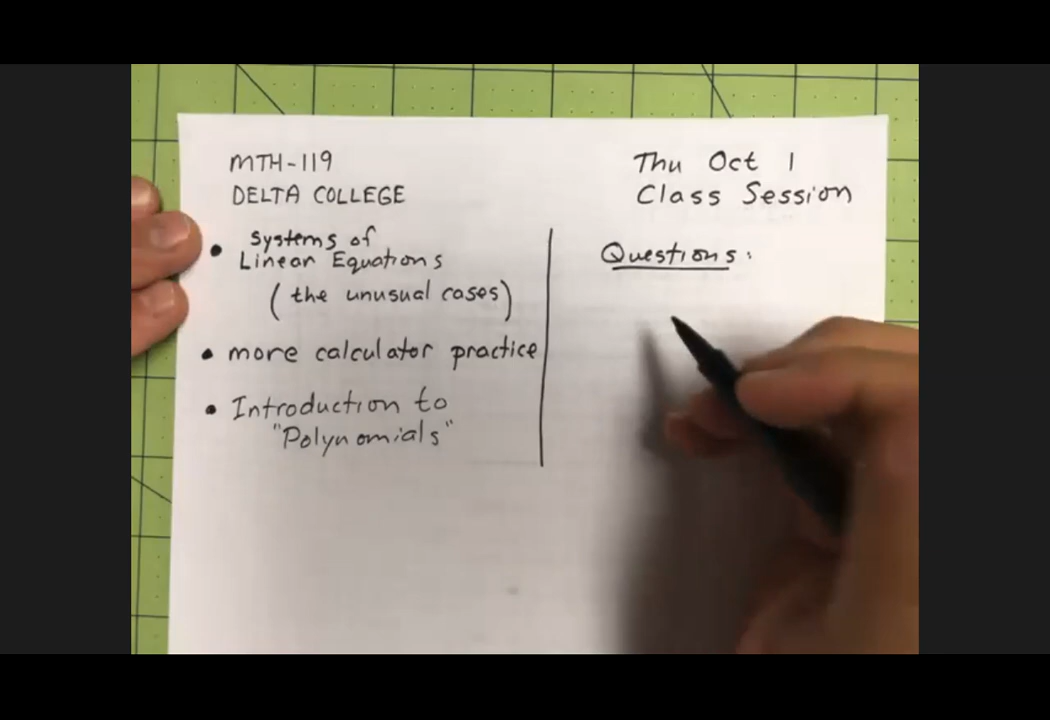 MTH-119
DELTA COLLEGE
Thu Oct 1
Class Session
• Systems of
Linear Equations
(the unusual cases)
• more calculator practice
• Introduction to
"Polynomials"
Questions: